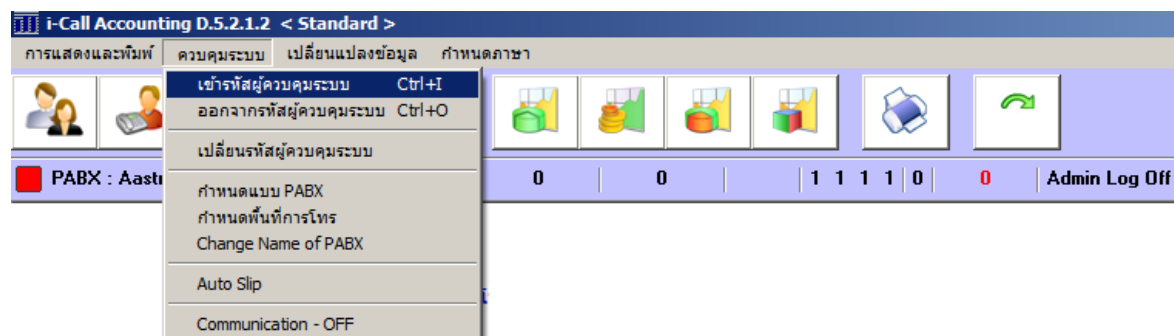 i-Call Accounting D.5.2.1.2 < Standard >
การแสดงและพิมพ์ ควบคุมระบบ เปลี่ยนแปลงข้อมูล กำหนดภาษา
เข้ารหัสผู้ควบคุมระบบ Ctrl+I
ออกจากรหัสผู้ควบคุมระบบ Ctrl+O
เปลี่ยนรหัสผู้ควบคุมระบบ
PABX : Aast 0 0 1 1 1 1 0 0 Admin Log Off
กำหนดแบบ PABX
กำหนดพื้นที่การโทร
Change Name of PABX
Auto Slip
Communication - OFF